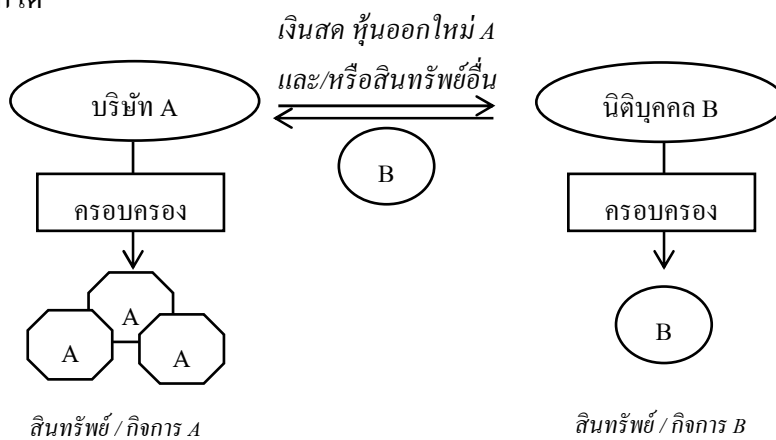 เงินสด หุ้นออกใหม่ A
และ/หรือสินทรัพย์อื่น
บริษัท A
นิติบุคคล B
B
ครอบครอง
ครอบครอง
A
A
A
B
สินทรัพย์ / กิจการ A
สินทรัพย์ / กิจการ B